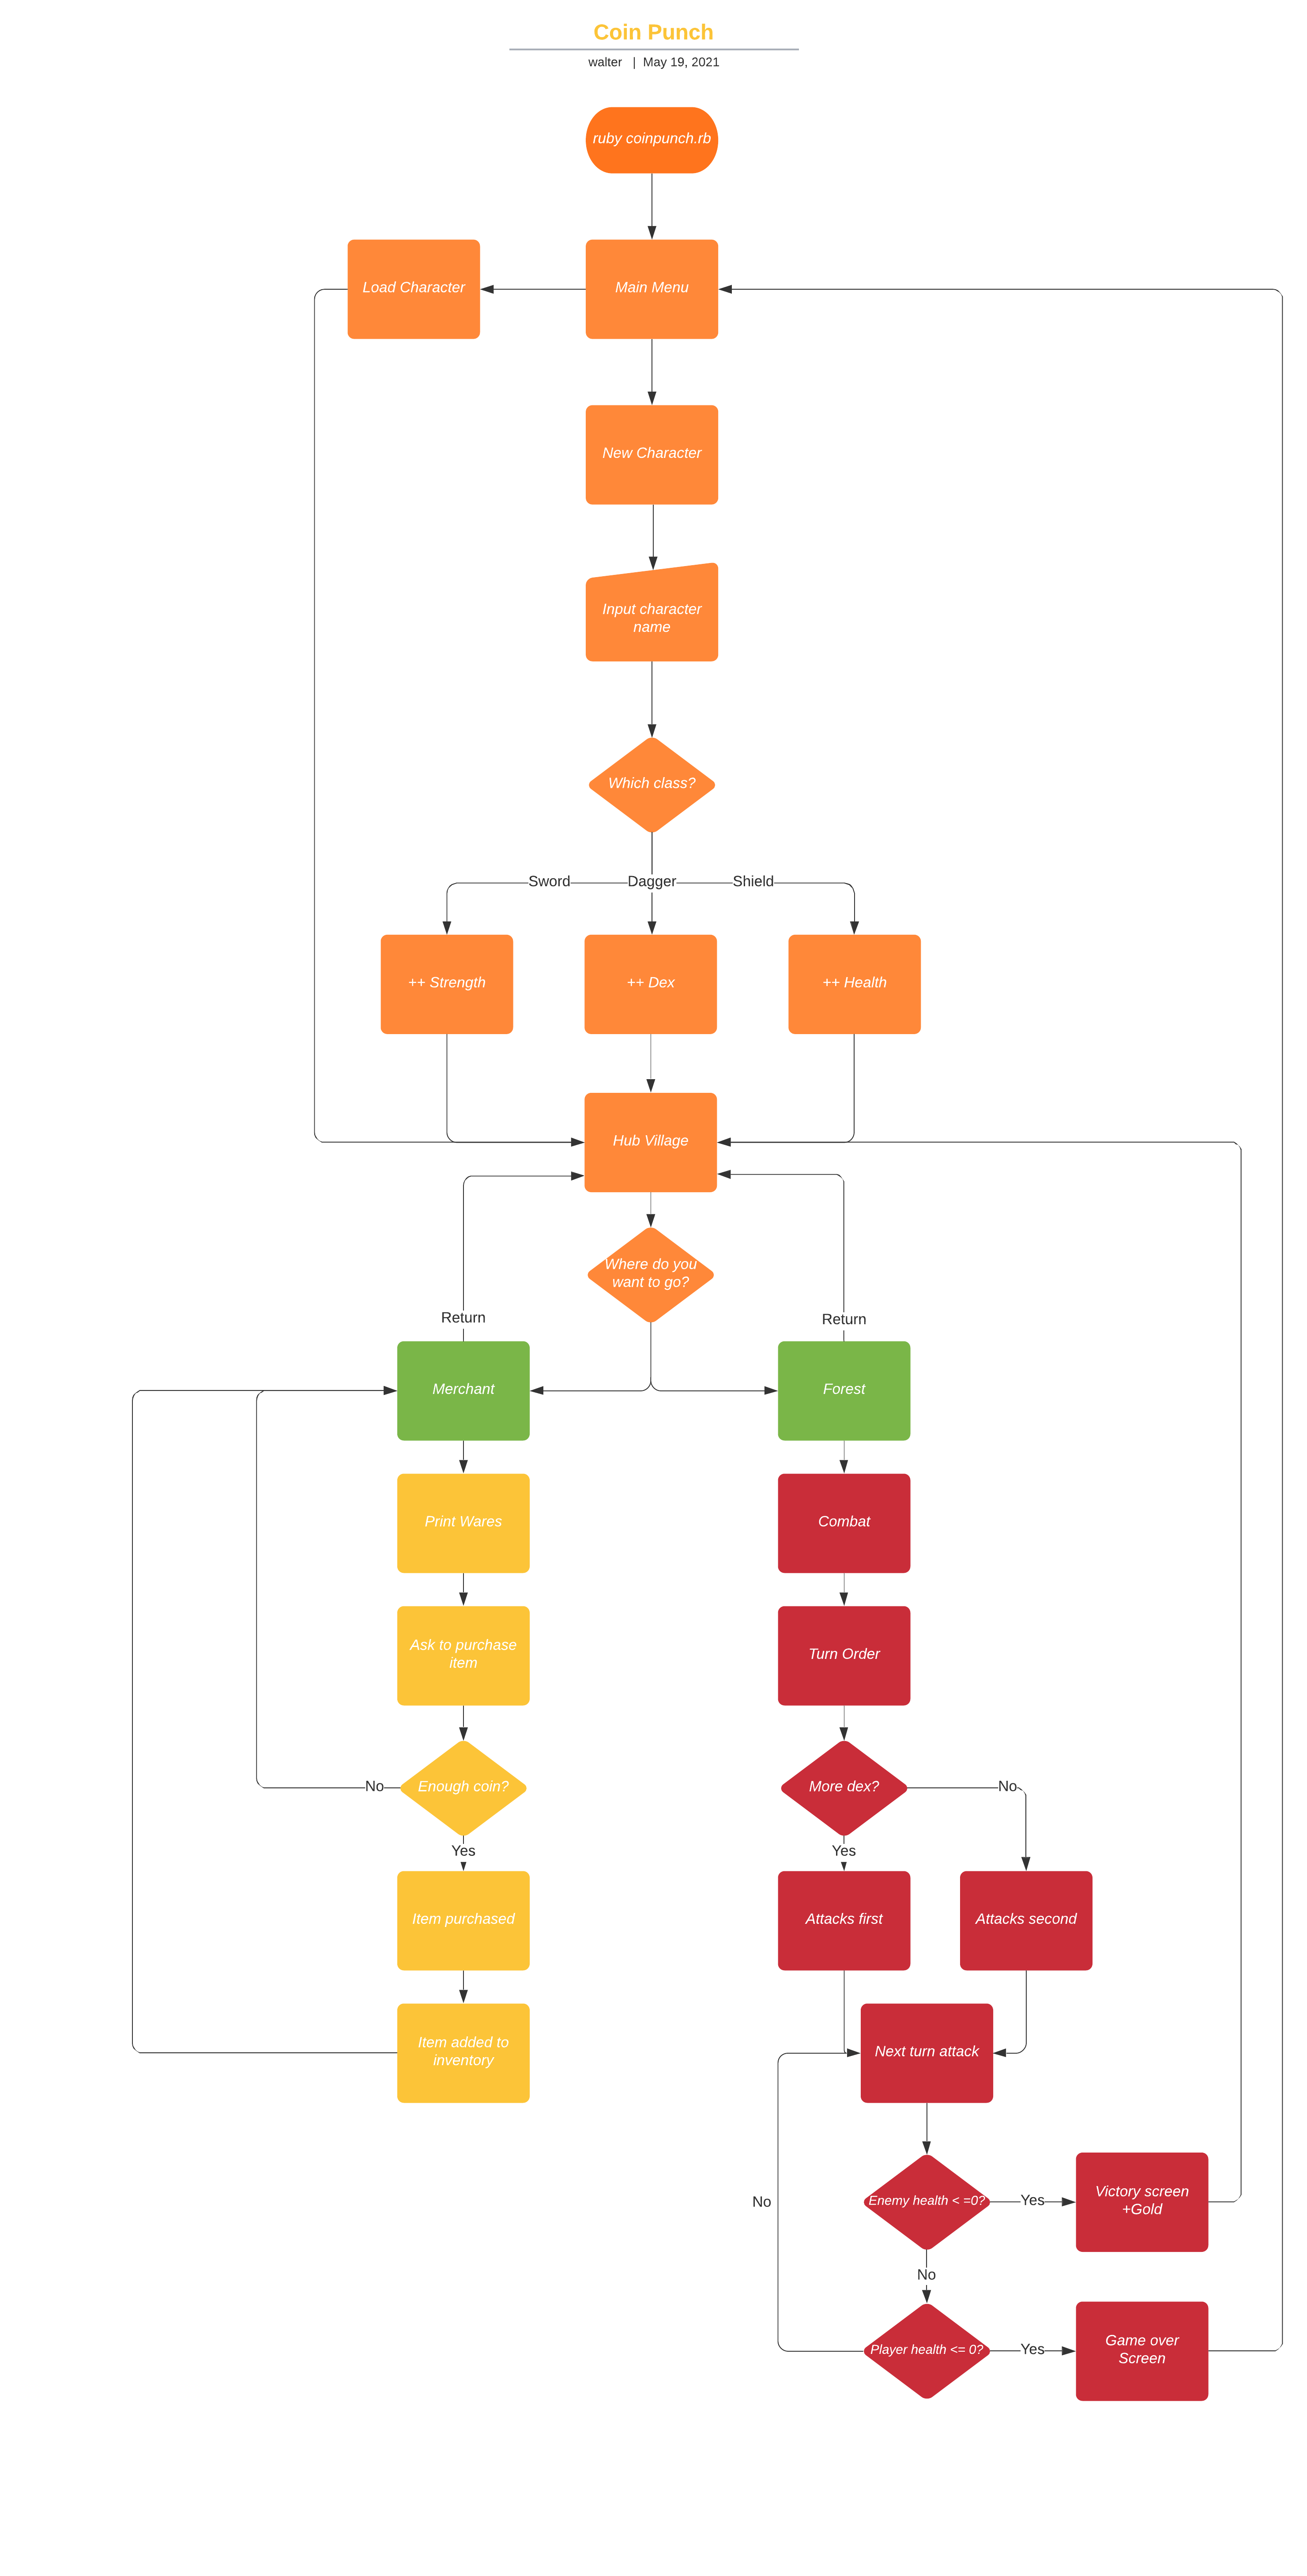 Coin Punch
walter | May 19, 2021
ruby coinpunch.rb
Load Character
Main Menu
New Character
Input character
name
Which class?
Sword
Dagger
Shield
++ Strength
++ Dex
++ Health
Hub Village
Where do you
want to go?
Return
Return
Merchant
Forest
Print Wares
Combat
Ask to purchase
item
Turn Order
Enough coin?
No
More dex?
No
Yes
Yes
Item purchased
Attacks first
Attacks second
Item added to
inventory
Next turn attack
Enemy health < =0?
Yes
Victory screen
+Gold
No
No
Player health <= 0?
Yes
Game over
Screen